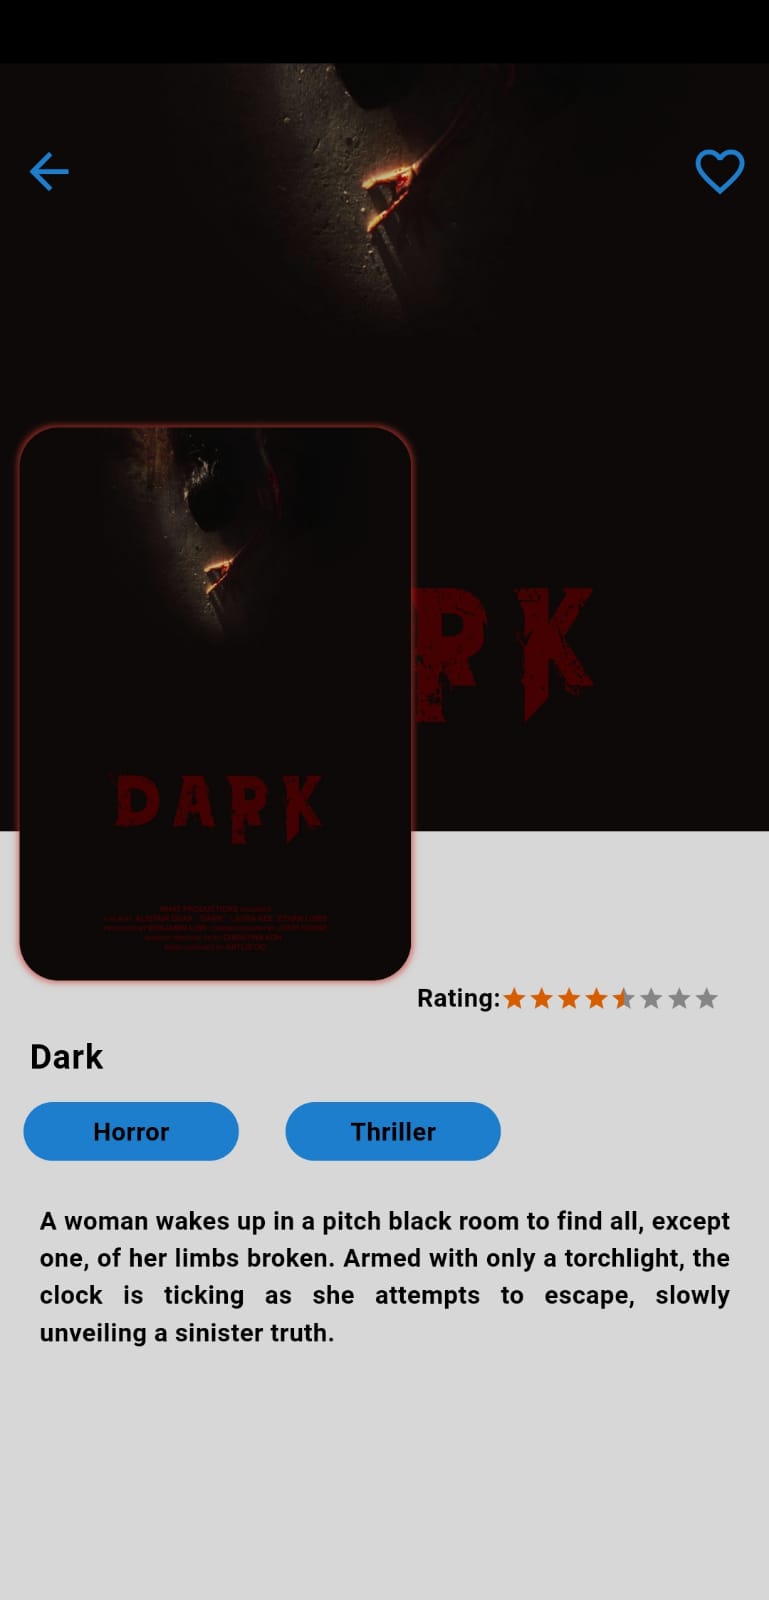 RK
DARK
Rating:
Dark
Horror
Thriller
A woman wakes up in a pitch black room to find all, except
one, of her limbs broken. Armed with only a torchlight, the
clock is ticking as she attempts to escape, slowly
unveiling a sinister truth.